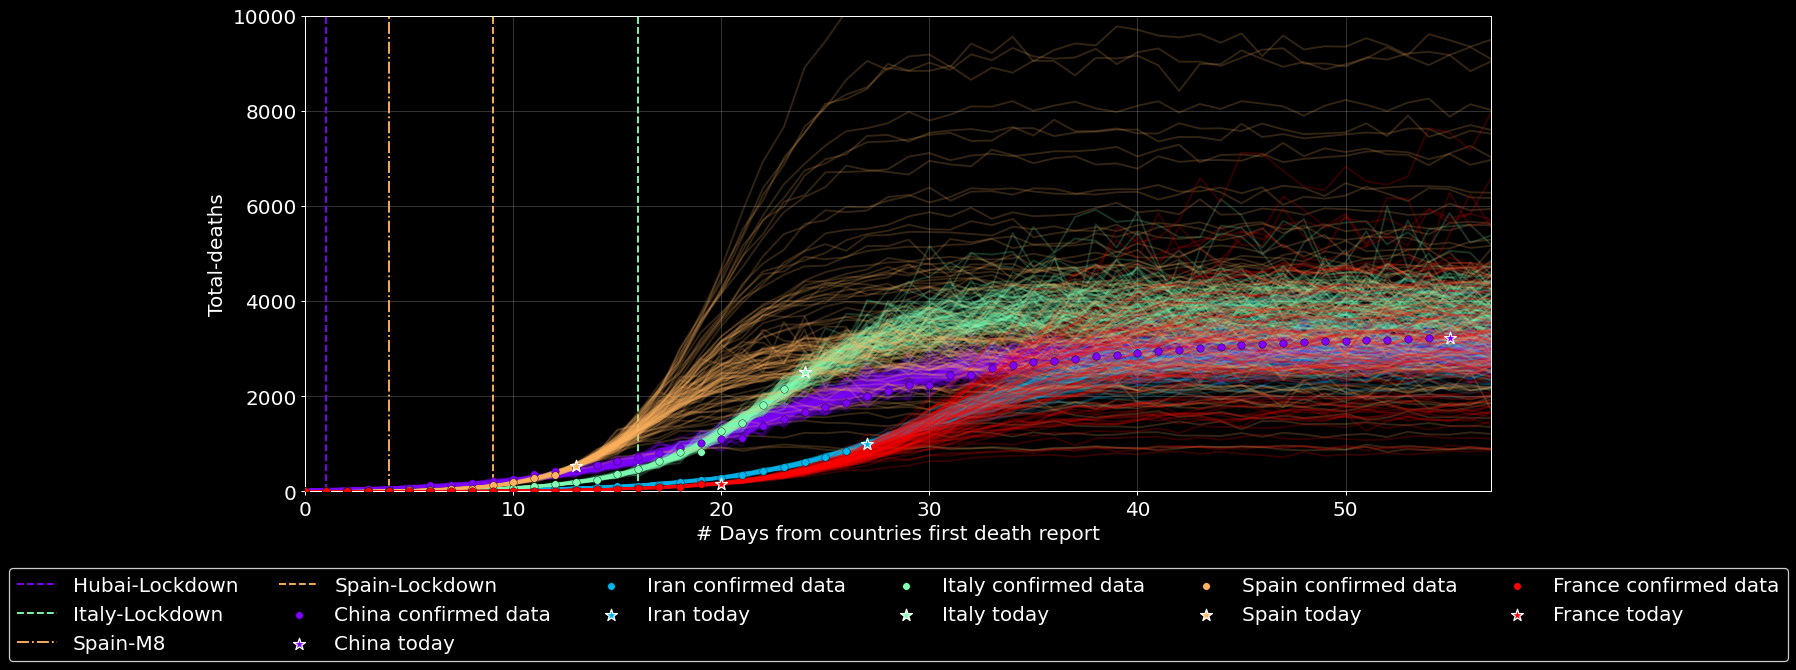 10000
8000
6000
4000
2000
0
Total-deaths
0 10 20 30 40 50
# Days from countries first death report
Hubai-Lockdown Spain-Lockdown Iran confirmed data Italy confirmed data Spain confirmed data France confirmed data
Italy-Lockdown China confirmed data Iran today Italy today Spain today France today
Spain-M8 China today